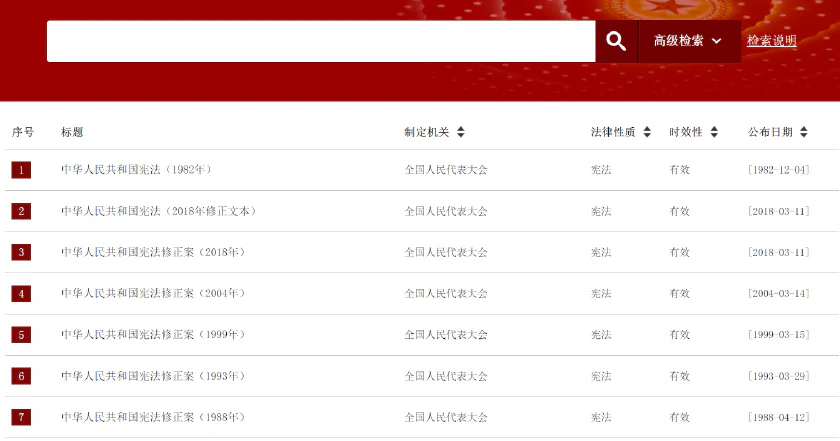 高级检索 检索说明
序号 标题 制定机关 法律性质 时效性 公布日期
1 中华人民共和国宪法（1982年） 全国人民代表大会 宪法 有效 [1982-12-04]
2 中华人民共和国宪法（2018年修正文本） 全国人民代表大会 宪法 有效 [2018-03-11]
3 中华人民共和国宪法修正案（2018年） 全国人民代表大会 宪法 有效 [2018-03-11]
4 中华人民共和国宪法修正案（2004年） 全国人民代表大会 宪法 有效 [2004-03-14]
5 中华人民共和国宪法修正案（1999年） 全国人民代表大会 宪法 有效 [1999-03-15]
6 中华人民共和国宪法修正案（1993年） 全国人民代表大会 宪法 有效 [1993-03-29]
7 中华人民共和国宪法修正案（1988年） 全国人民代表大会 宪法 有效 [1988-04-12]